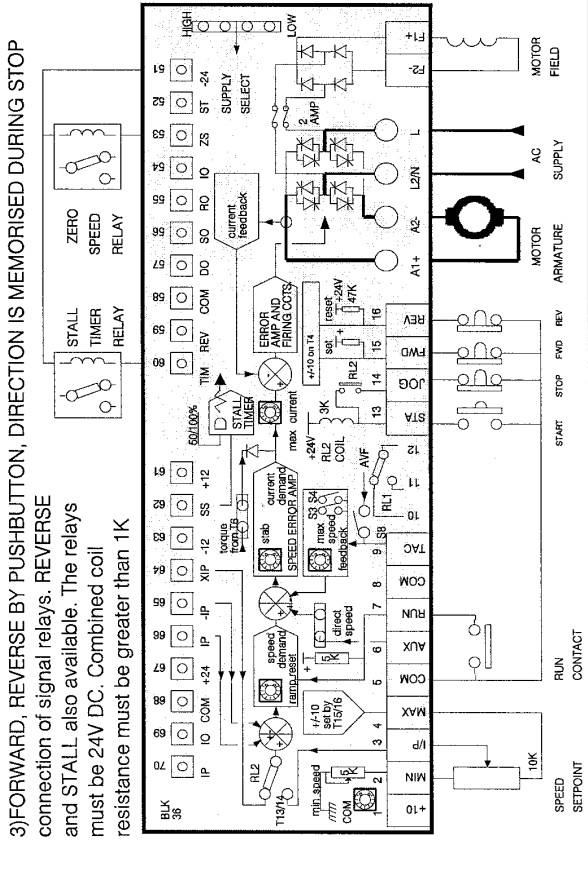 3)FORWARD, REVERSE BY PUSHBUTTON, DIRECTION IS MEMORISED DURING STOP
connection of signal relays. REVERSE
and STALL also available. The relays
must be 24V DC. Combined coil
resistance must be greater than 1K
STALL
TIMER
RELAY
ZERO
SPEED
RELAY
BLK
36
70
69
68
67
66
65
64
63
62
61
60
59
58
57
56
55
54
53
52
51
IP
IO
COM
+24
IP
-IP
XIP
-12
SS
+12
TIM
REV
COM
DO
SO
RO
IO
ZS
ST
-24
HIGH
LOW
SUPPLY
SELECT
50/100%
STALL
TIMER
torque
from T6
current
feedback
2
AMP
RL2
T13/14
speed
demand
ramp reset
stab
current
demand
SPEED ERROR AMP
max current
ERROR
AMP AND
FIRING CCTS
min speed
COM
5
K
+/-10
set by
T15/16
+
5
K
direct
speed
max
speed
feedback
S3 S4
AVF
S8
RL1
+24V
3K
RL2
COIL
RL2
+/-10 on T4
set
+
reset
+24V
47K
1
2
3
4
5
6
7
8
9
10
11
12
13
14
15
16
+10
MIN
I/P
MAX
COM
AUX
RUN
COM
TAC
STA
JOG
FWD
REV
A1+
A2-
L2/N
L
F2-
F1+
10K
SPEED
SETPOINT
RUN
CONTACT
START
STOP
FWD
REV
MOTOR
ARMATURE
AC
SUPPLY
MOTOR
FIELD